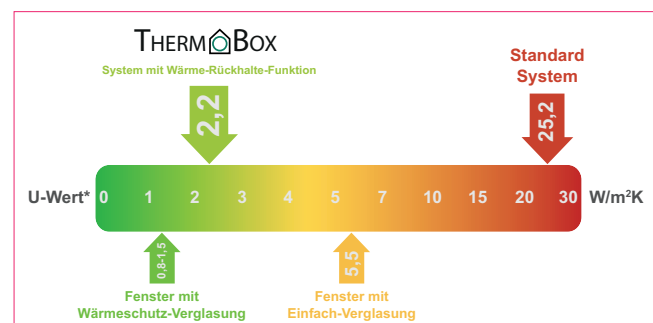 THERMOBOX
System mit Wärme-Rückhalte-Funktion
2,2
Standard
System
25,2
U-Wert* 0 1 2 3 4 5 7 10 15 20 30 W/m²K
0,8-1,5
Fenster mit
Wärmeschutz-Verglasung
5,5
Fenster mit
Einfach-Verglasung